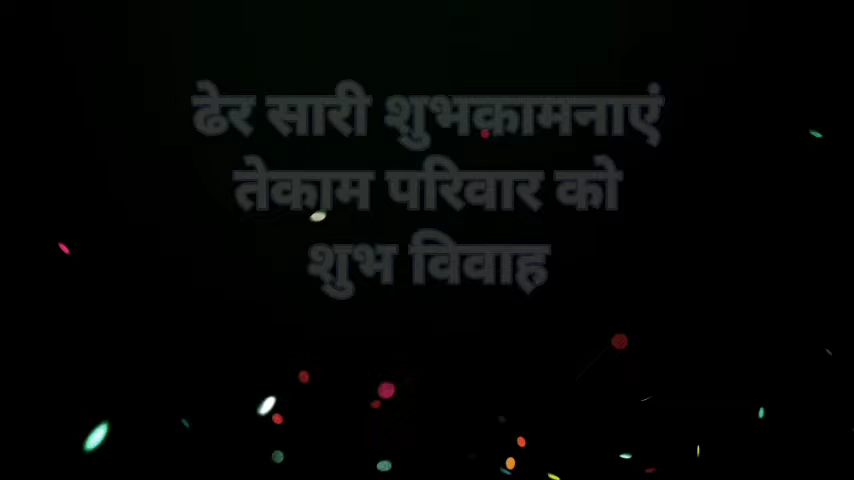 ढेर सारी शुभकामनाएं
तेकाम परिवार को
शुभ विवाह